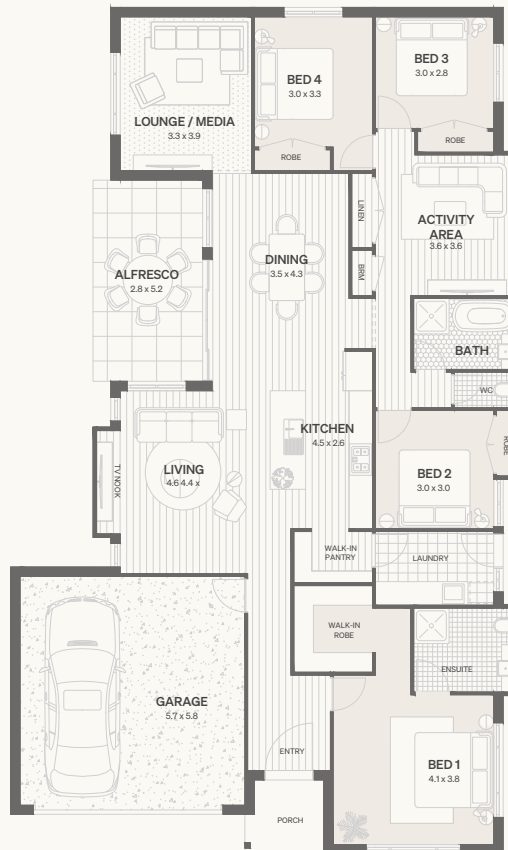 BED 4
3.0 x 3.3
BED 3
3.0 x 2.8
LOUNGE / MEDIA
3.3 x 3.9
ROBE
ROBE
LINEN
ACTIVITY
AREA
3.6 x 3.6
DINING
3.5 x 4.3
BRM
ALFRESCO
2.8 x 5.2
BATH
WC
KITCHEN
4.5 x 2.6
ROBE
LIVING
4.6 4.4 x
TV NOOK
BED 2
3.0 x 3.0
WALK-IN
PANTRY
LAUNDRY
WALK-IN
ROBE
ENSUITE
GARAGE
5.7 x 5.8
ENTRY
BED 1
4.1 x 3.8
PORCH